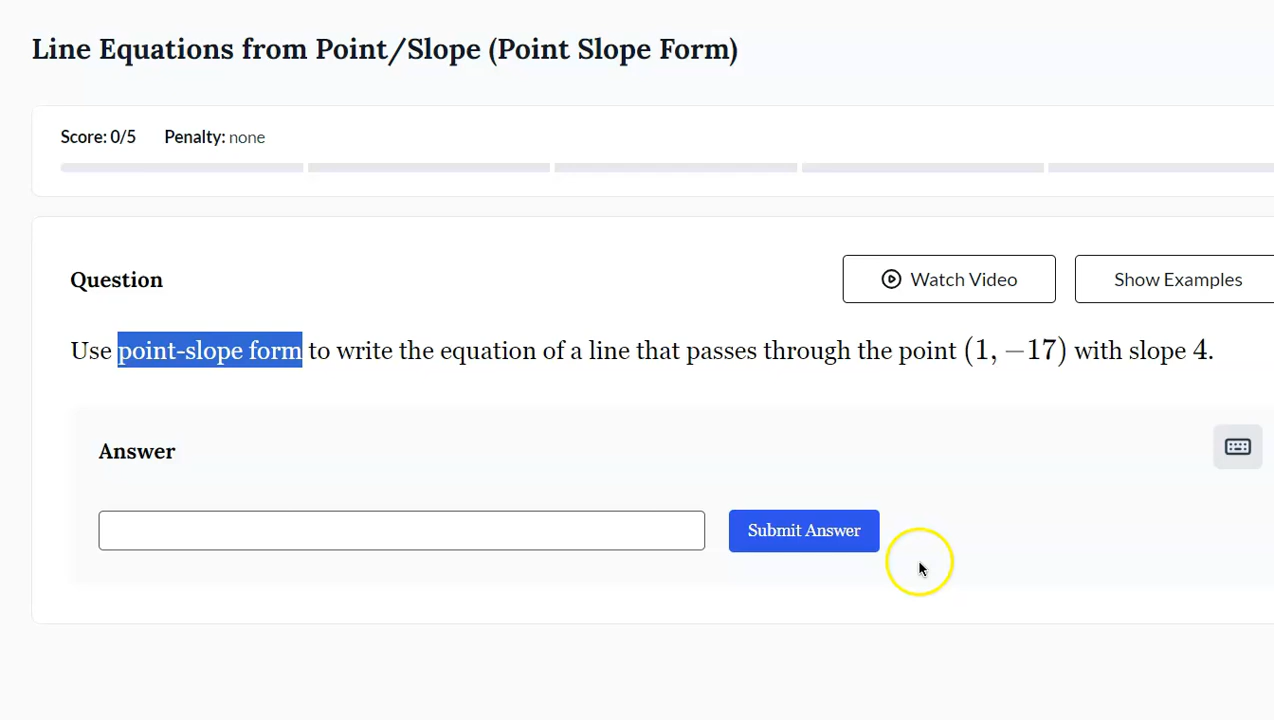 Line Equations from Point/Slope (Point Slope Form)
Score: 0/5 Penalty: none
Question
Watch Video
Show Examples
Use point-slope form to write the equation of a line that passes through the point (1, −17) with slope 4.
Answer
Submit Answer